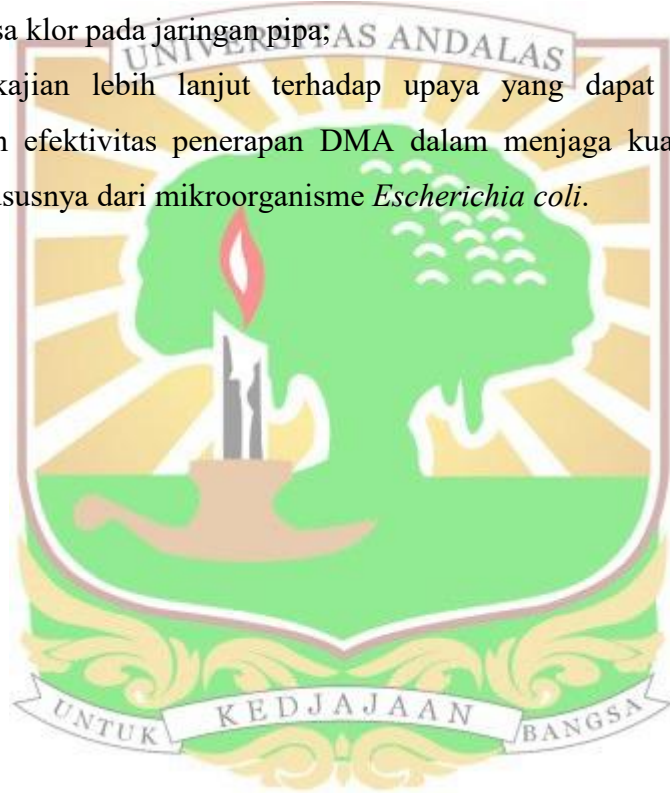 sa klor pada jaringan pipa;
UNIVERSITAS ANDALAS
kajian lebih lanjut terhadap upaya yang dapat
n efektivitas penerapan DMA dalam menjaga kua
ususnya dari mikroorganisme Escherichia coli.
UNTUK KEDJAJAAN BANGSA